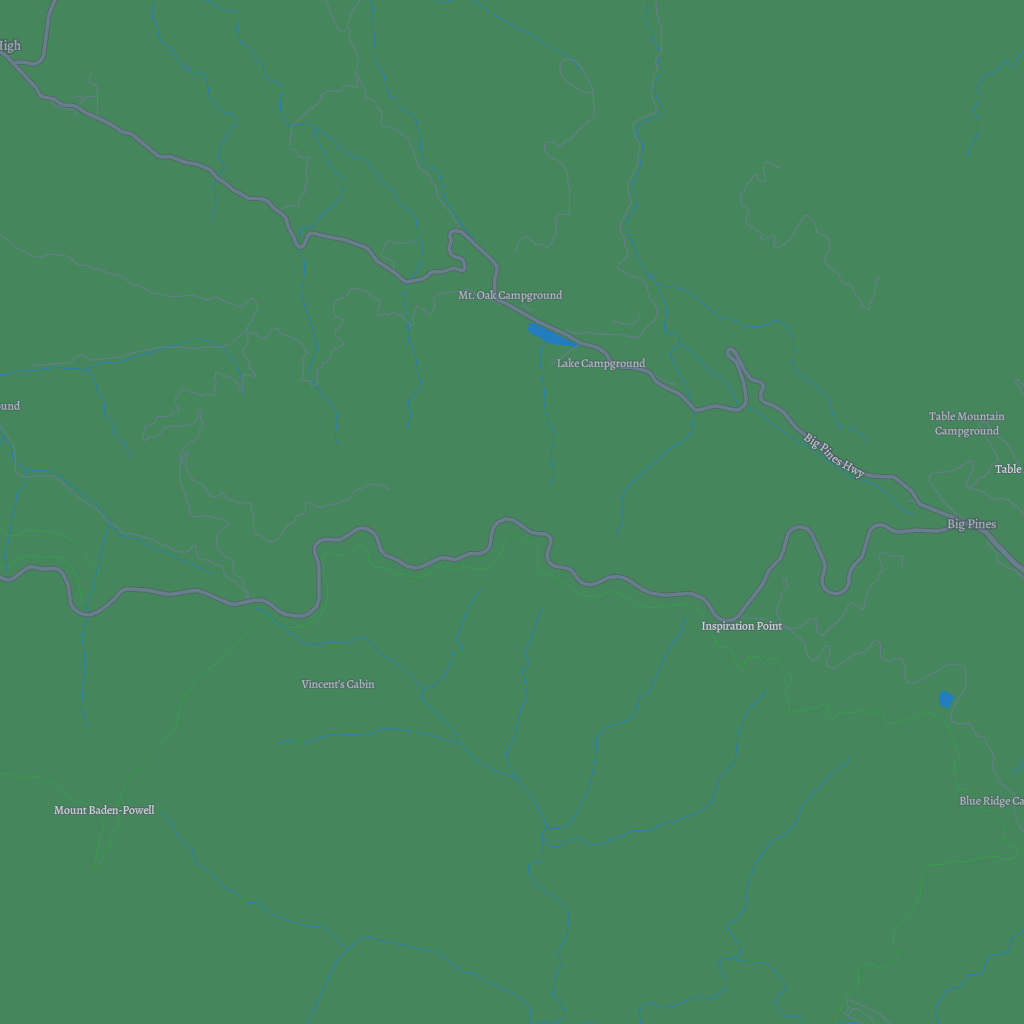 High
Mt. Oak Campground
Lake Campground
ound
Table Mountain
Campground
Big Pines Hwy
Table
Big Pines
Inspiration Point
Vincent's Cabin
Blue Ridge Ca
Mount Baden-Powell